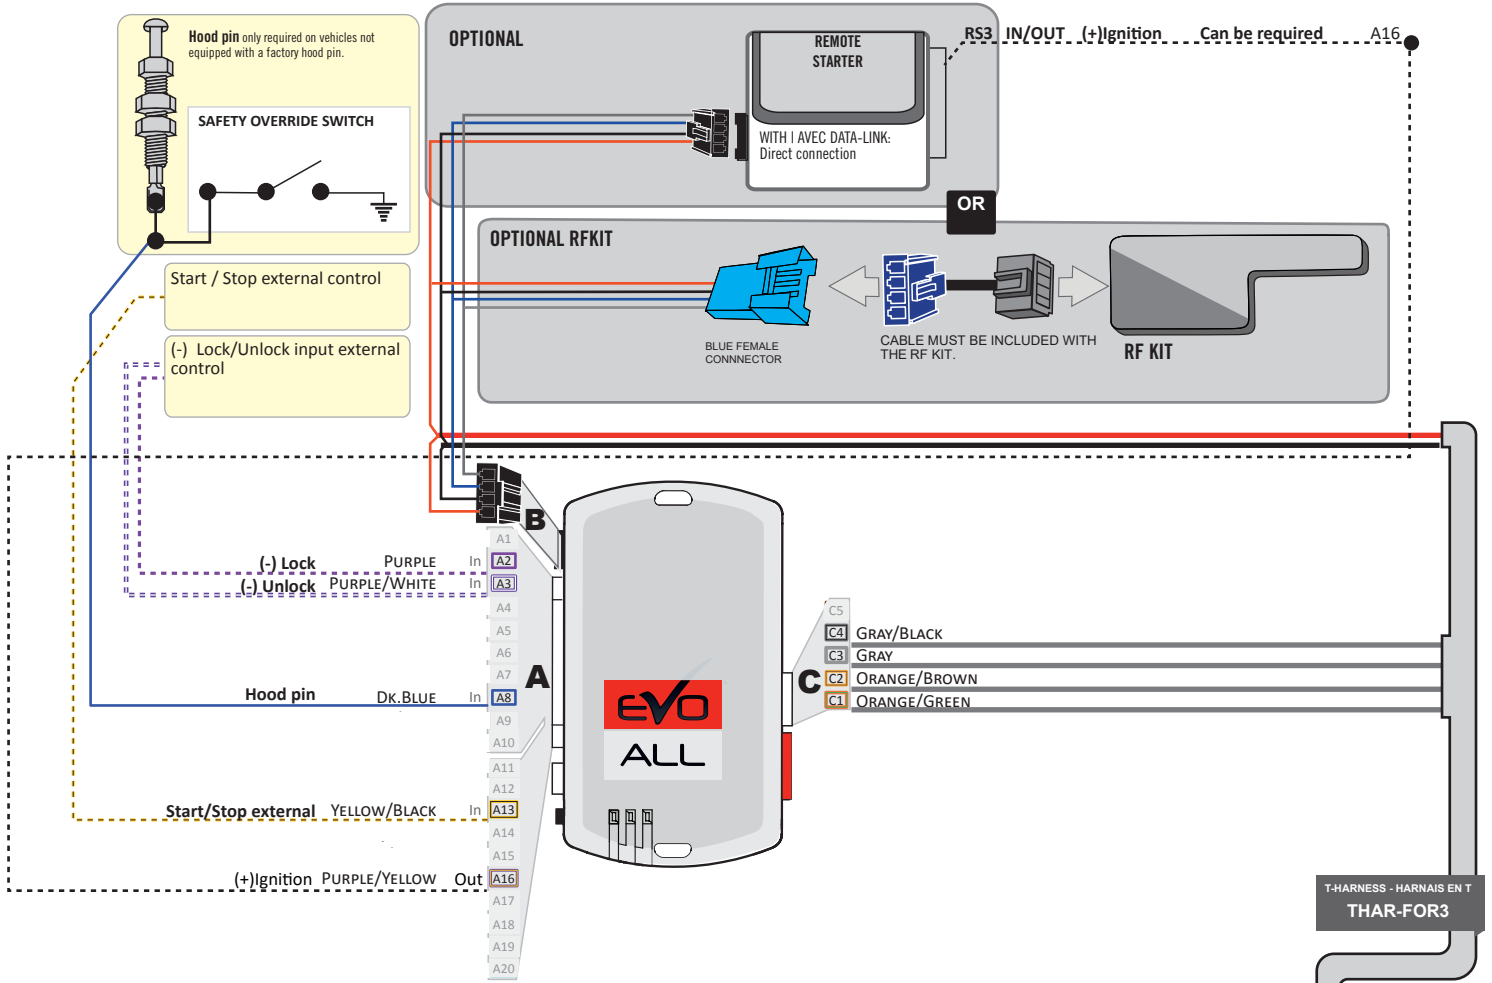 Hood pin only required on vehicles not
equipped with a factory hood pin.
SAFETY OVERRIDE SWITCH
OPTIONAL
REMOTE
STARTER
WITH | AVEC DATA-LINK:
Direct connection
RS3 IN/OUT (+)Ignition Can be required A16
OR
OPTIONAL RFKIT
BLUE FEMALE
CONNNECTOR
CABLE MUST BE INCLUDED WITH
THE RF KIT.
RF KIT
Start / Stop external control
(-) Lock/Unlock input external
control
B
A1
(-) Lock PURPLE In A2
(-) Unlock PURPLE/WHITE In A3
A4
A5
A6
A7
A
Hood pin DK.BLUE In A8
A9
A10
A11
A12
Start/Stop external YELLOW/BLACK In A13
A14
A15
(+)Ignition PURPLE/YELLOW Out A16
A17
A18
A19
A20
EVO
ALL
C
C5
C4 GRAY/BLACK
C3 GRAY
C2 ORANGE/BROWN
C1 ORANGE/GREEN
T-HARNESS - HARNAIS EN T
THAR-FOR3